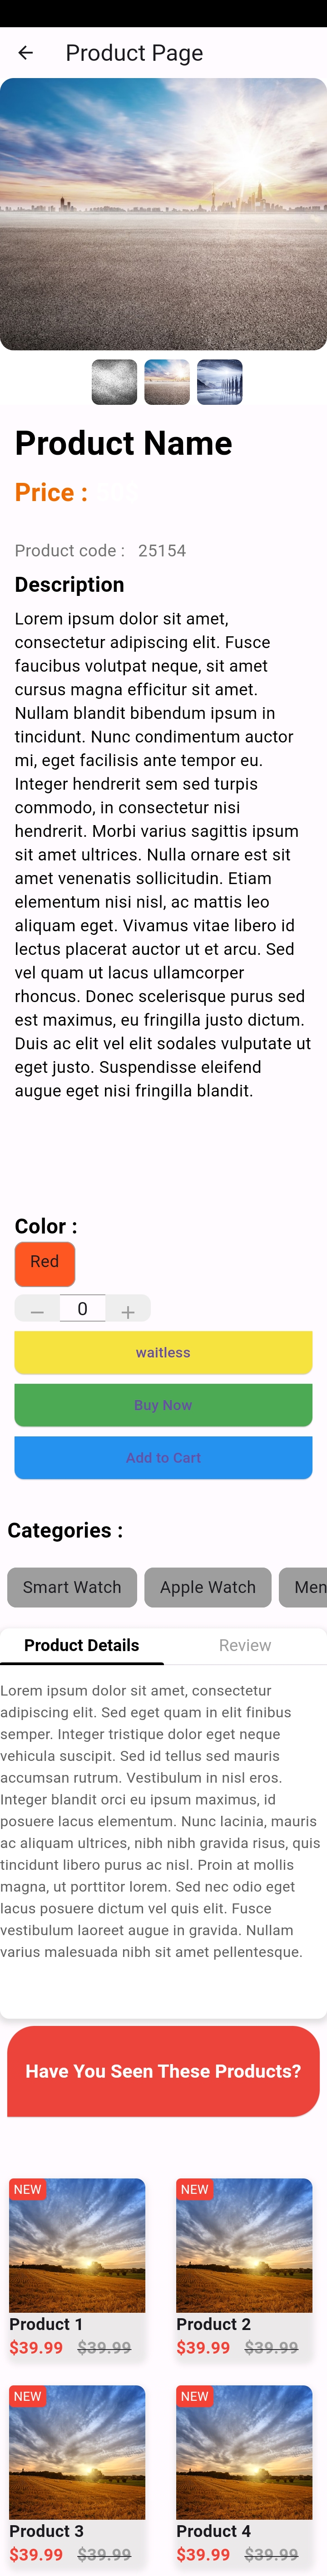 Product Page
Product Name
Price :
Product code : 25154
Description
Lorem ipsum dolor sit amet,
consectetur adipiscing elit. Fusce
faucibus volutpat neque, sit amet
cursus magna efficitur sit amet.
Nullam blandit bibendum ipsum in
tincidunt. Nunc condimentum auctor
mi, eget facilisis ante tempor eu.
Integer hendrerit sem sed turpis
commodo, in consectetur nisi
hendrerit. Morbi varius sagittis ipsum
sit amet ultrices. Nulla ornare est sit
amet venenatis sollicitudin. Etiam
elementum nisi nisl, ac mattis leo
aliquam eget. Vivamus vitae libero id
lectus placerat auctor ut et arcu. Sed
vel quam ut lacus ullamcorper
rhoncus. Donec scelerisque purus sed
est maximus, eu fringilla justo dictum.
Duis ac elit vel elit sodales vulputate ut
eget justo. Suspendisse eleifend
augue eget nisi fringilla blandit.
Color :
Red
− 0 +
waitless
Buy Now
Add to Cart
Categories :
Smart Watch Apple Watch Men
Product Details Review
Lorem ipsum dolor sit amet, consectetur
adipiscing elit. Sed eget quam in elit finibus
semper. Integer tristique dolor eget neque
vehicula suscipit. Sed id tellus sed mauris
accumsan rutrum. Vestibulum in nisl eros.
Integer blandit orci eu ipsum maximus, id
posuere lacus elementum. Nunc lacinia, mauris
ac aliquam ultrices, nibh nibh gravida risus, quis
tincidunt libero purus ac nisl. Proin at mollis
magna, ut porttitor lorem. Sed nec odio eget
lacus posuere dictum vel quis elit. Fusce
vestibulum laoreet augue in gravida. Nullam
varius malesuada nibh sit amet pellentesque.
Have You Seen These Products?
NEW NEW
Product 1 Product 2
$39.99 $39.99 $39.99 $39.99
NEW NEW
Product 3 Product 4
$39.99 $39.99 $39.99 $39.99